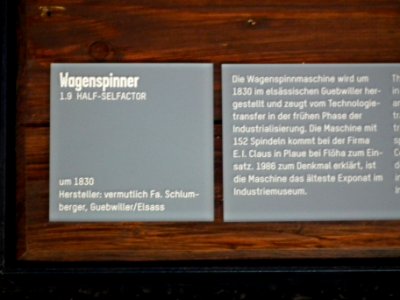 Wagenspinner
1.9 HALF-SELFACTOR
um 1830
Hersteller: vermutlich Fa. Schlum-
berger, Guebwiller/Elsass
Die Wagenspinnmaschine wird um
1830 im elsässischen Guebwiller her-
gestellt und zeugt vom Technologie-
transfer in der frühen Phase der
Industrialisierung. Die Maschine mit
152 Spindeln kommt bei der Firma
E. I. Claus in Plaue bei Flöha zum Ein-
satz. 1986 zum Denkmal erklärt, ist
die Maschine das älteste Exponat im
Industriemuseum.